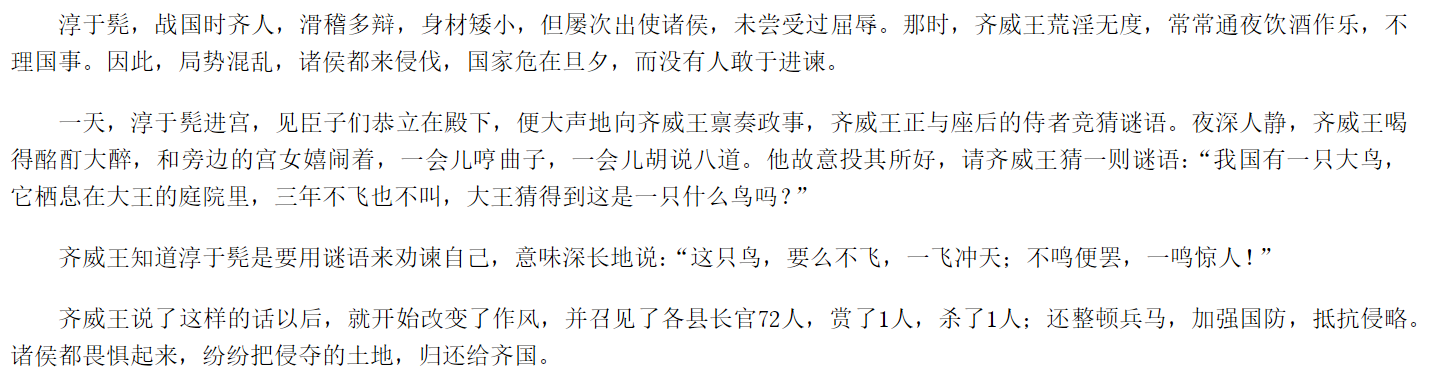 淳于髡，战国时齐人，滑稽多辩，身材矮小，但屡次出使诸侯，未尝受过屈辱。那时，齐威王荒淫无度，常常通夜饮酒作乐，不
理国事。因此，局势混乱，诸侯都来侵伐，国家危在旦夕，而没有人敢于进谏。
一天，淳于髡进宫，见臣子们恭立在殿下，便大声地向齐威王禀奏政事，齐威王正与座后的侍者竞猜谜语。夜深人静，齐威王喝
得酩酊大醉，和旁边的宫女嬉闹着，一会儿哼曲子，一会儿胡说八道。他故意投其所好，请齐威王猜一则谜语：“我国有一只大鸟，
它栖息在大王的庭院里，三年不飞也不叫，大王猜得到这是一只什么鸟吗？”
齐威王知道淳于髡是要用谜语来劝谏自己，意味深长地说：“这只鸟，要么不飞，一飞冲天；不鸣便罢，一鸣惊人！”
齐威王说了这样的话以后，就开始改变了作风，并召见了各县长官72人，赏了1人，杀了1人；还整顿兵马，加强国防，抵抗侵略。
诸侯都畏惧起来，纷纷把侵夺的土地，归还给齐国。